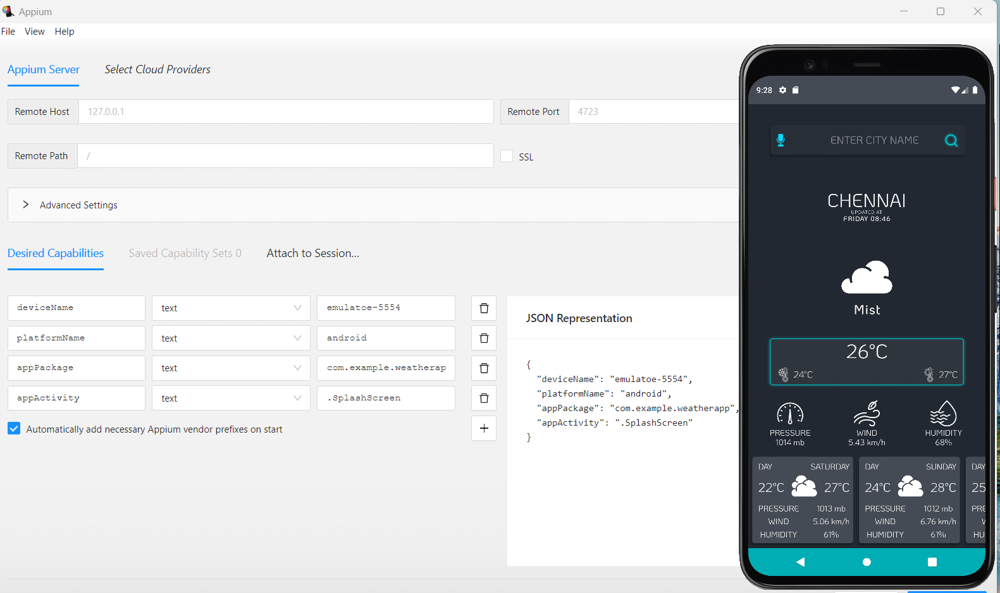 Appium
File View Help
Appium Server Select Cloud Providers
Remote Host 127.0.0.1 Remote Port 4723
Remote Path / SSL
Advanced Settings
Desired Capabilities Saved Capability Sets 0 Attach to Session...
deviceName text emulatoe-5554
platformName text android
appPackage text com.example.weatherap
appActivity text .SplashScreen
Automatically add necessary Appium vendor prefixes on start
JSON Representation
{
"deviceName": "emulatoe-5554",
"platformName": "android",
"appPackage": "com.example.weatherapp",
"appActivity": ".SplashScreen"
}
9:28
ENTER CITY NAME
CHENNAI
UPDATED AT
FRIDAY 08:46
Mist
26°C
24°C 27°C
PRESSURE WIND HUMIDITY
1014 mb 5.43 km/h 68%
DAY SATURDAY DAY SUNDAY DAY
22°C 27°C 24°C 28°C 25
PRESSURE 1013 mb PRESSURE 1012 mb PRE
WIND 5.06 km/h WIND 6.76 km/h
HUMIDITY 61% HUMIDITY 61% HU